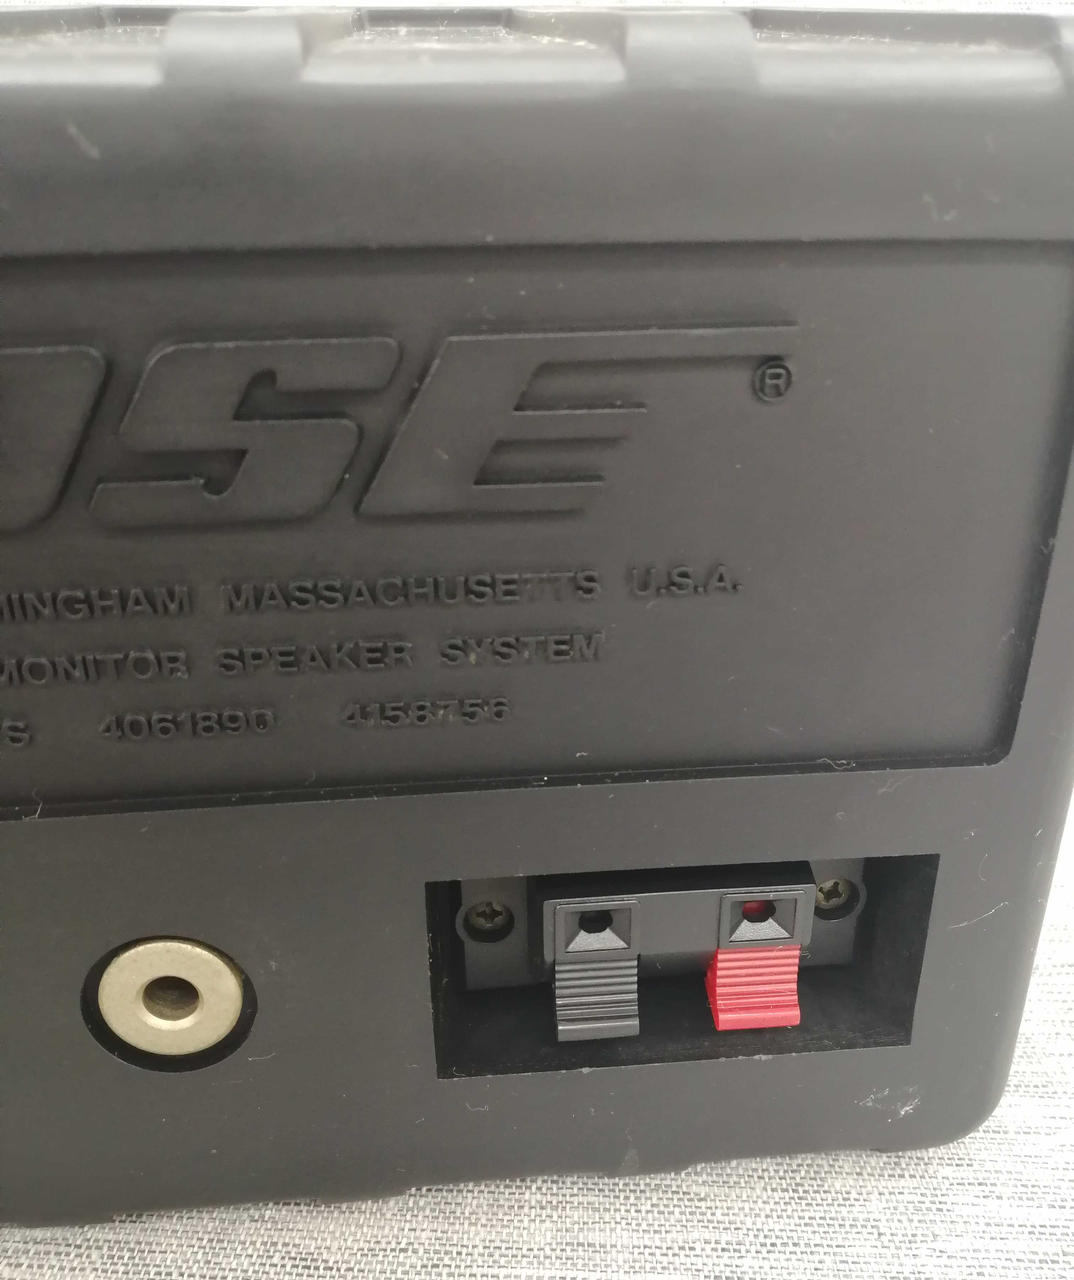 OSE®
MINGHAM MASSACHUSETTS U.S.A.
MONITOR SPEAKER SYSTEM
S 4061890 4158756